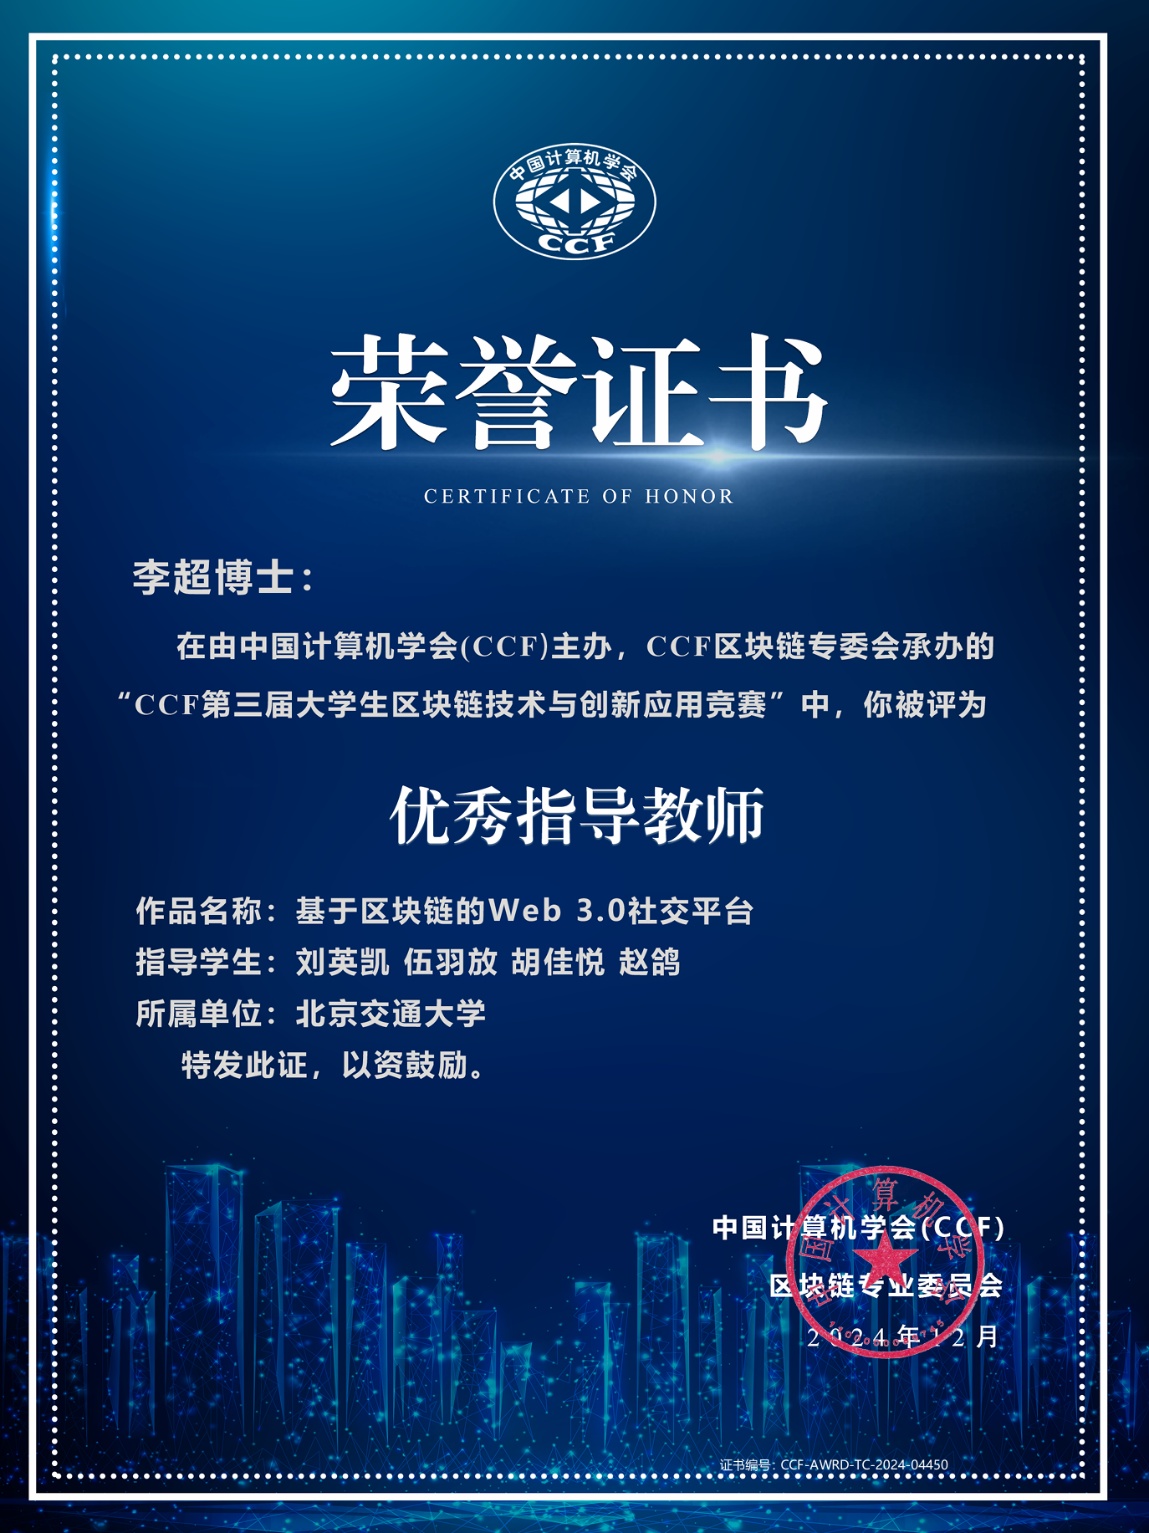 中国计算机学会
CCF
荣誉证书
CERTIFICATE OF HONOR
李超博士：
在由中国计算机学会(CCF)主办，CCF区块链专委会承办的
“CCF第三届大学生区块链技术与创新应用竞赛”中，你被评为
优秀指导教师
作品名称：基于区块链的Web 3.0社交平台
指导学生：刘英凯 伍羽放 胡佳悦 赵鸽
所属单位：北京交通大学
特发此证，以资鼓励。
中国计算机学会(CCF)
区块链专业委员会
2024年12月
中国计算机学会
证书编号：CCF-AWRD-TC-2024-04450